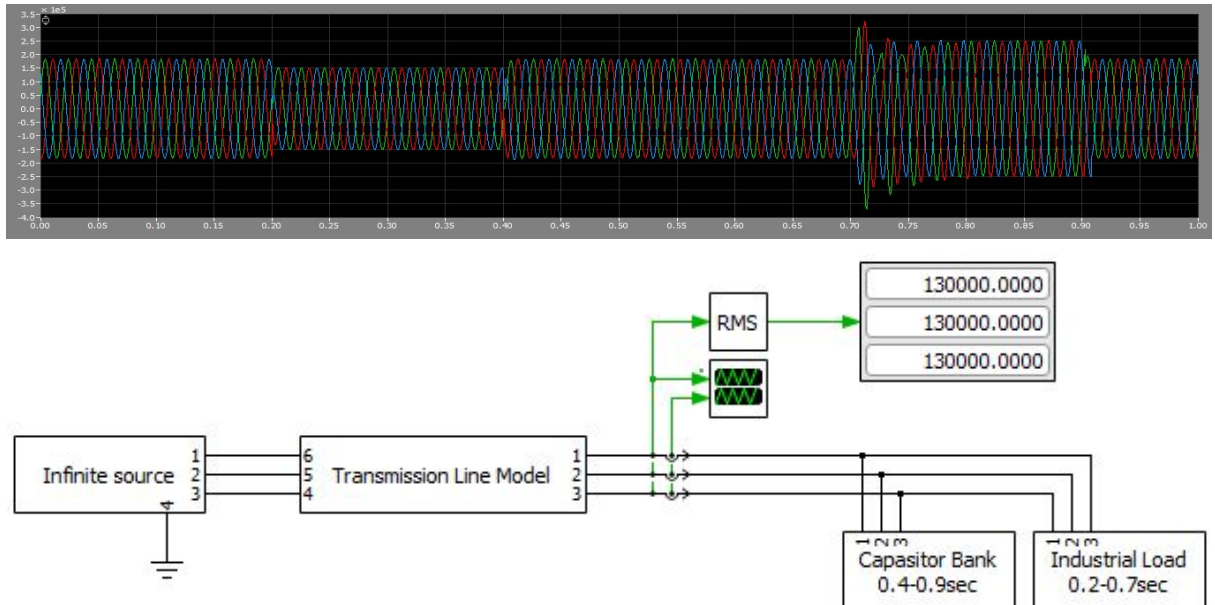 × 1e5
3.5
3.0
2.5
2.0
1.5
1.0
0.5
0.0
-0.5
-1.0
-1.5
-2.0
-2.5
-3.0
-3.5
-4.0
0.00 0.05 0.10 0.15 0.20 0.25 0.30 0.35 0.40 0.45 0.50 0.55 0.60 0.65 0.70 0.75 0.80 0.85 0.90 0.95 1.00
130000.0000
RMS 130000.0000
130000.0000
1 6 1
Infinite source 2 5 Transmission Line Model 2
3 4 3
4
1 2 3 1 2 3
Capasitor Bank Industrial Load
0.4-0.9sec 0.2-0.7sec